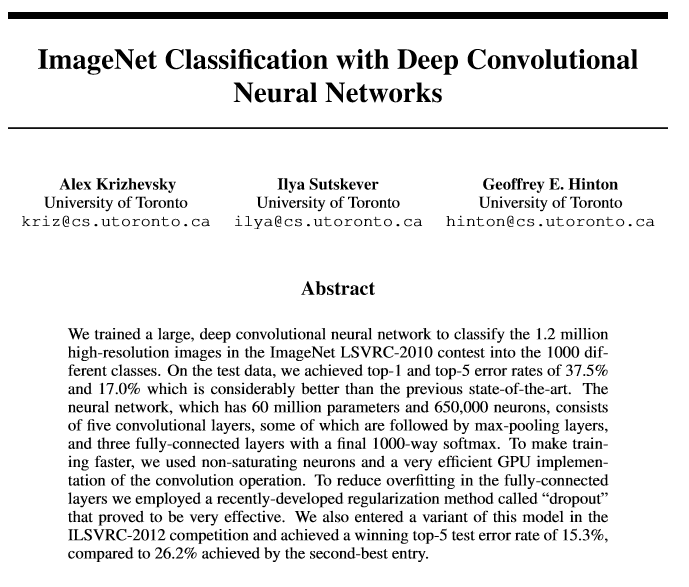 ImageNet Classification with Deep Convolutional
Neural Networks
Alex Krizhevsky
University of Toronto
kriz@cs.utoronto.ca
Ilya Sutskever
University of Toronto
ilya@cs.utoronto.ca
Geoffrey E. Hinton
University of Toronto
hinton@cs.utoronto.ca
Abstract
We trained a large, deep convolutional neural network to classify the 1.2 million
high-resolution images in the ImageNet LSVRC-2010 contest into the 1000 dif-
ferent classes. On the test data, we achieved top-1 and top-5 error rates of 37.5%
and 17.0% which is considerably better than the previous state-of-the-art. The
neural network, which has 60 million parameters and 650,000 neurons, consists
of five convolutional layers, some of which are followed by max-pooling layers,
and three fully-connected layers with a final 1000-way softmax. To make train-
ing faster, we used non-saturating neurons and a very efficient GPU implemen-
tation of the convolution operation. To reduce overfitting in the fully-connected
layers we employed a recently-developed regularization method called “dropout”
that proved to be very effective. We also entered a variant of this model in the
ILSVRC-2012 competition and achieved a winning top-5 test error rate of 15.3%,
compared to 26.2% achieved by the second-best entry.